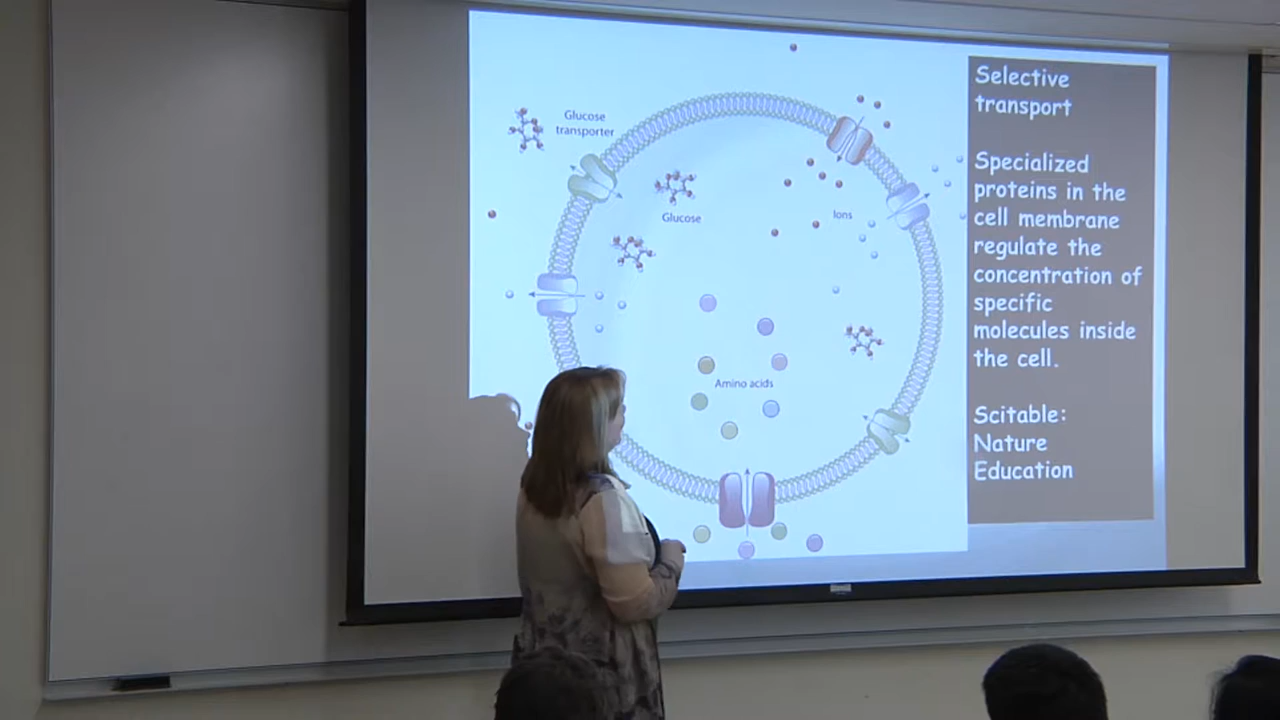 Glucose
transporter
Glucose
Ions
Amino acids
Selective
transport
Specialized
proteins in the
cell membrane
regulate the
concentration of
specific
molecules inside
the cell.
Scitable:
Nature
Education